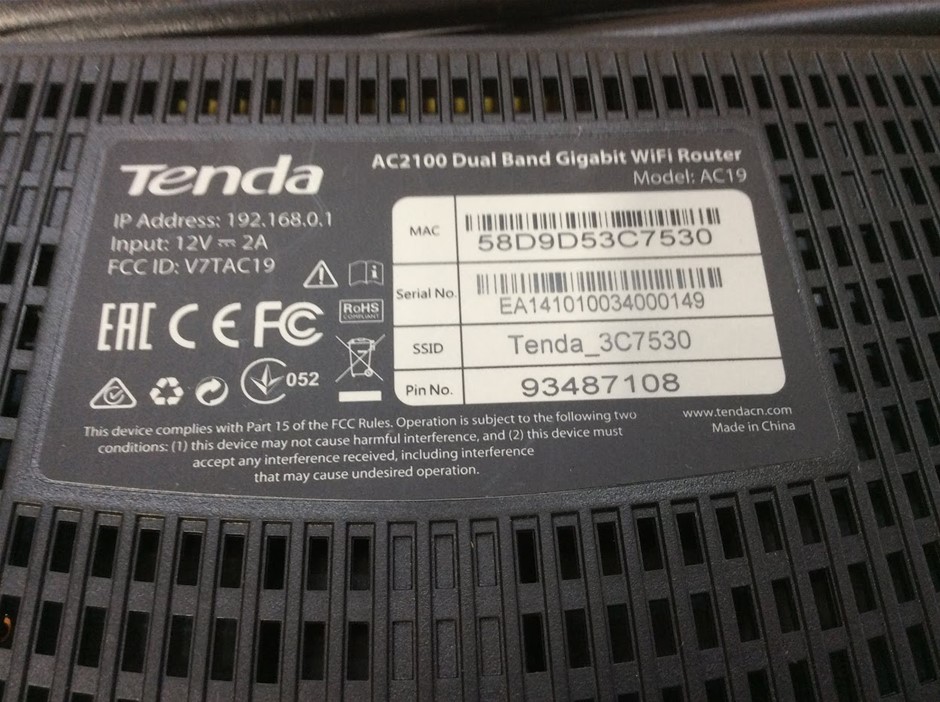 Tenda
AC2100 Dual Band Gigabit WiFi Router
Model: AC19
IP Address: 192.168.0.1
Input: 12V ⎓ 2A
FCC ID: V7TAC19
MAC
58D9D53C7530
Serial No.
EA141010034000149
SSID
Tenda_3C7530
Pin No.
93487108
EAC CE FC
RoHS
COMPLIANT
052
This device complies with Part 15 of the FCC Rules. Operation is subject to the following two
conditions: (1) this device may not cause harmful interference, and (2) this device must
accept any interference received, including interference
that may cause undesired operation.
www.tendacn.com
Made in China